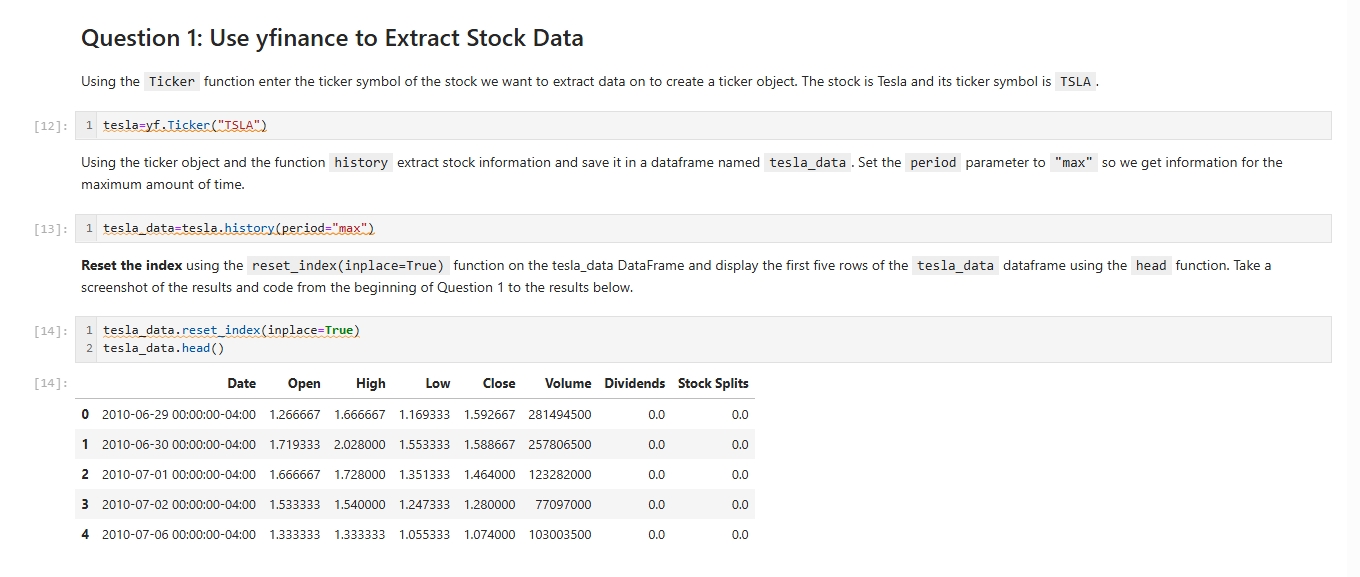 Question 1: Use yfinance to Extract Stock Data
Using the Ticker function enter the ticker symbol of the stock we want to extract data on to create a ticker object. The stock is Tesla and its ticker symbol is TSLA .
[12]: 1 tesla=yf.Ticker("TSLA")
Using the ticker object and the function history extract stock information and save it in a dataframe named tesla_data . Set the period parameter to "max" so we get information for the
maximum amount of time.
[13]: 1 tesla_data=tesla.history(period="max")
Reset the index using the reset_index(inplace=True) function on the tesla_data DataFrame and display the first five rows of the tesla_data dataframe using the head function. Take a
screenshot of the results and code from the beginning of Question 1 to the results below.
[14]: 1 tesla_data.reset_index(inplace=True)
2 tesla_data.head()
[14]: Date Open High Low Close Volume Dividends Stock Splits
0 2010-06-29 00:00:00-04:00 1.266667 1.666667 1.169333 1.592667 281494500 0.0 0.0
1 2010-06-30 00:00:00-04:00 1.719333 2.028000 1.553333 1.588667 257806500 0.0 0.0
2 2010-07-01 00:00:00-04:00 1.666667 1.728000 1.351333 1.464000 123282000 0.0 0.0
3 2010-07-02 00:00:00-04:00 1.533333 1.540000 1.247333 1.280000 77097000 0.0 0.0
4 2010-07-06 00:00:00-04:00 1.333333 1.333333 1.055333 1.074000 103003500 0.0 0.0